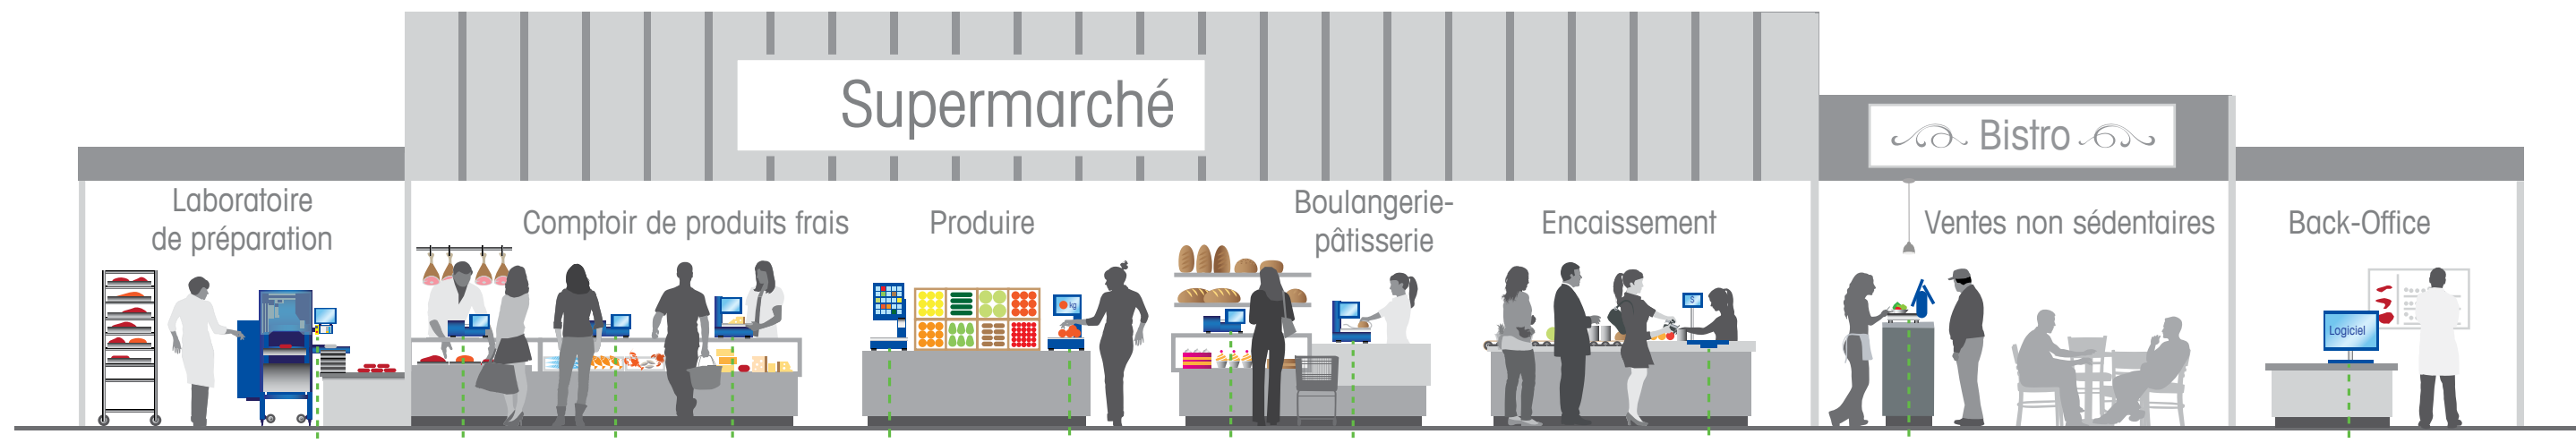 Supermarché
Bistro
Laboratoire
de préparation
Comptoir de produits frais
Produire
Boulangerie-
pâtisserie
Encaissement
Ventes non sédentaires
Back-Office
kg
$
Logiciel